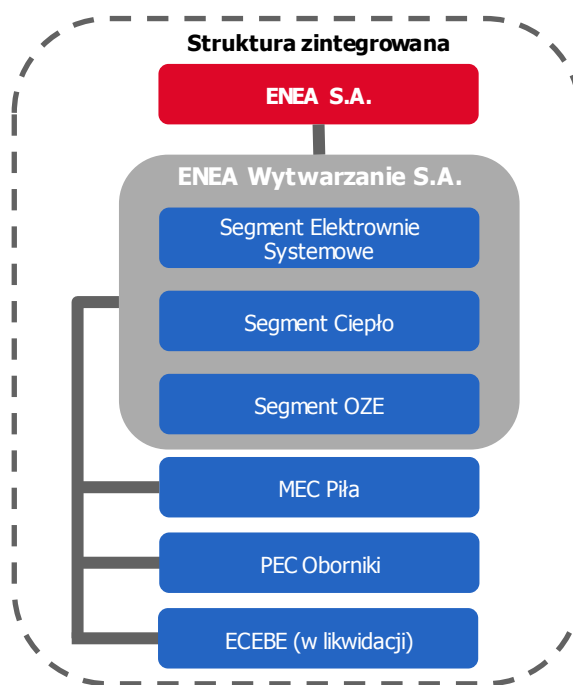 Struktura zintegrowana
ENEA S.A.
ENEA Wytwarzanie S.A.
Segment Elektrownie
Systemowe
Segment Ciepło
Segment OZE
MEC Piła
PEC Oborniki
ECEBE (w likwidacji)